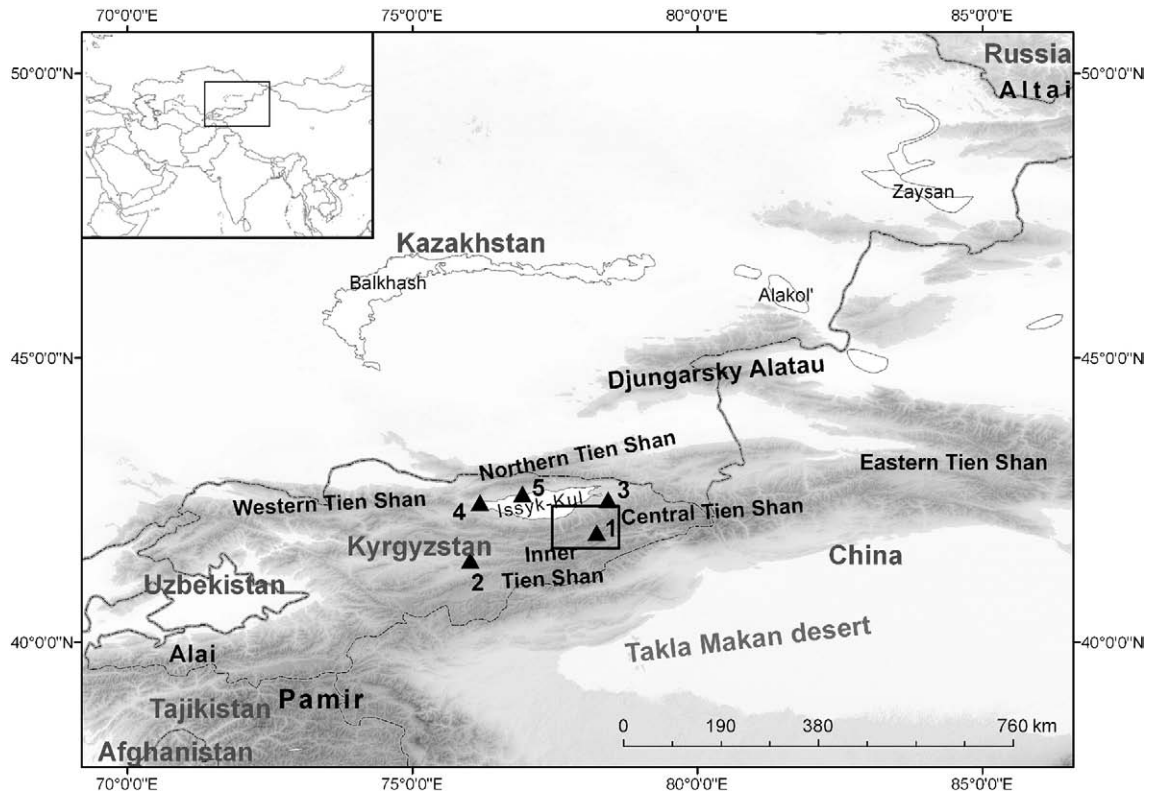 70°0'0"E 75°0'0"E 80°0'0"E 85°0'0"E
50°0'0"N
50°0'0"N
Russia
Altai
Zaysan
Kazakhstan
Balkhash
Alakol'
45°0'0"N
45°0'0"N
Djungarsky Alatau
Northern Tien Shan
Eastern Tien Shan
Western Tien Shan
4
5
Issyk-Kul
3
Central Tien Shan
1
Kyrgyzstan
Inner
Tien Shan
2
China
Uzbekistan
40°0'0"N
40°0'0"N
Takla Makan desert
Alai
Pamir
Tajikistan
Afghanistan
0 190 380 760 km
70°0'0"E 75°0'0"E 80°0'0"E 85°0'0"E